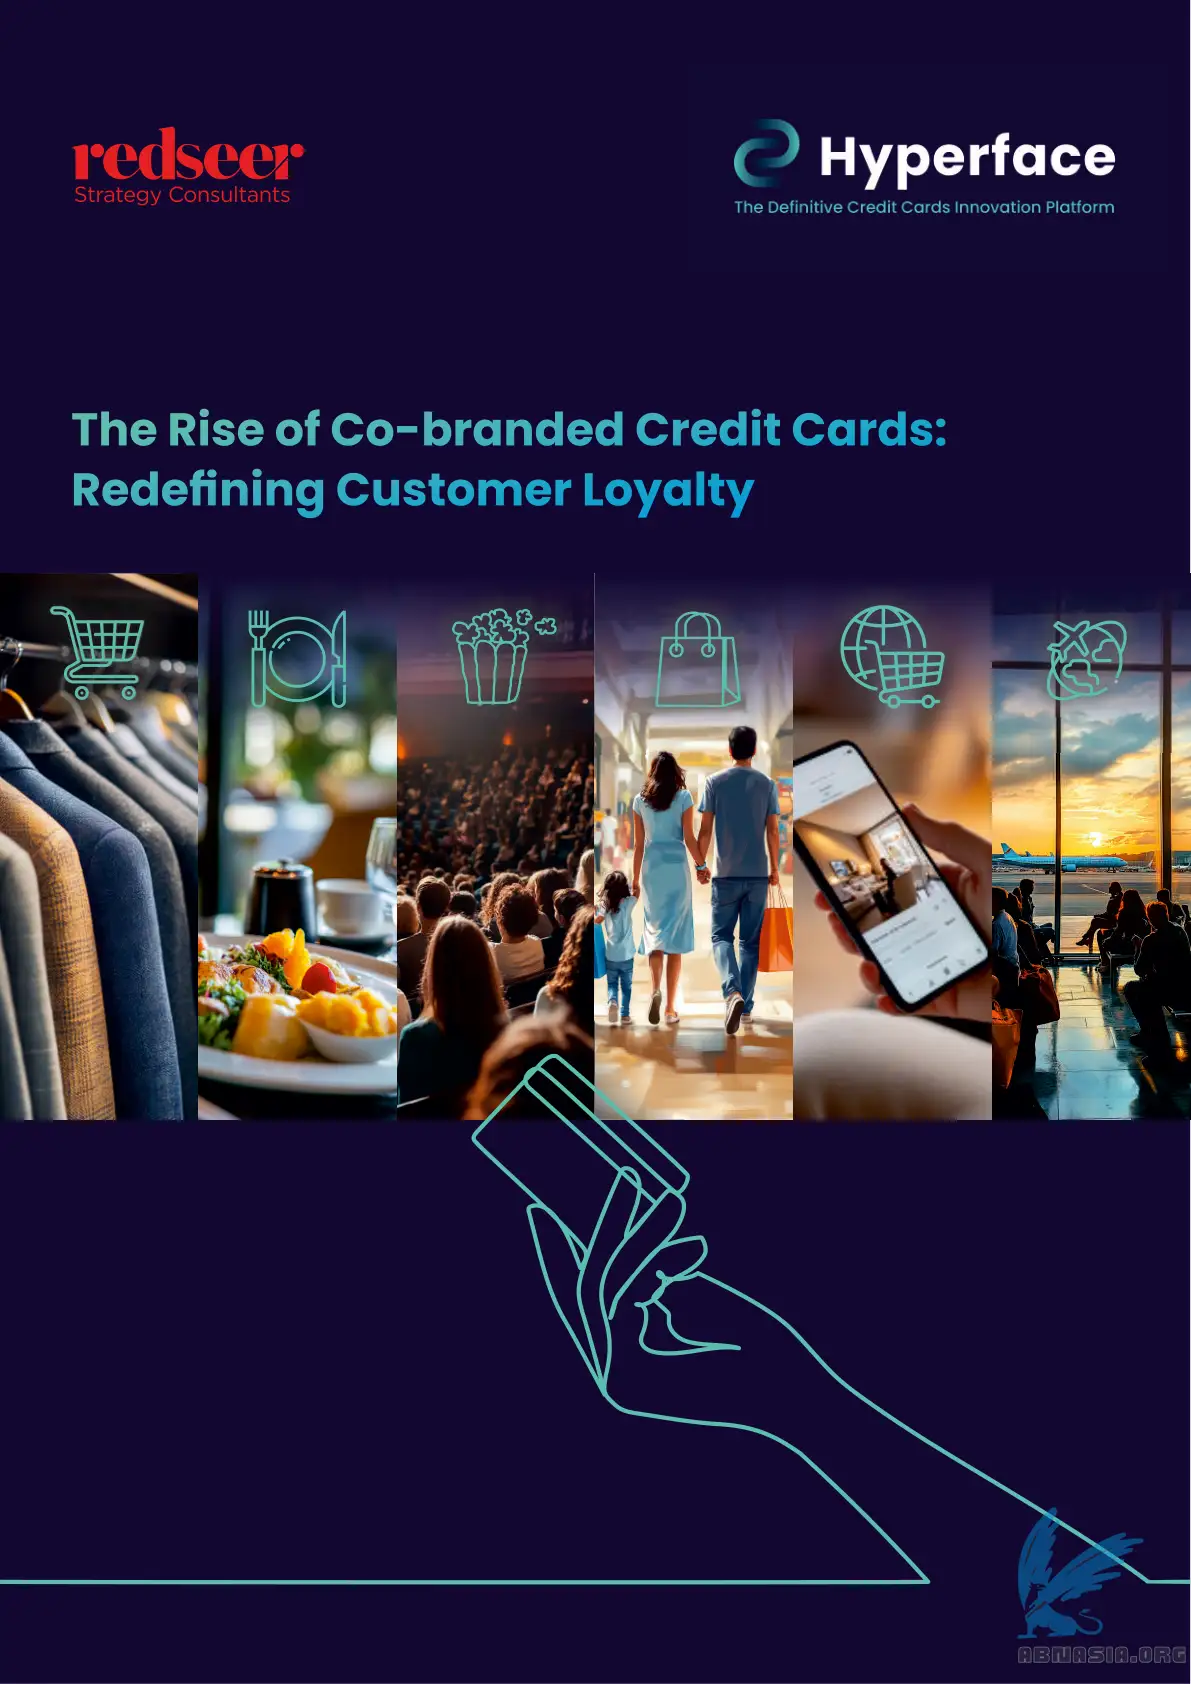 redseer
Strategy Consultants
Hyperface
The Definitive Credit Cards Innovation Platform
The Rise of Co-branded Credit Cards:
Redefining Customer Loyalty
ABNASIA.ORG